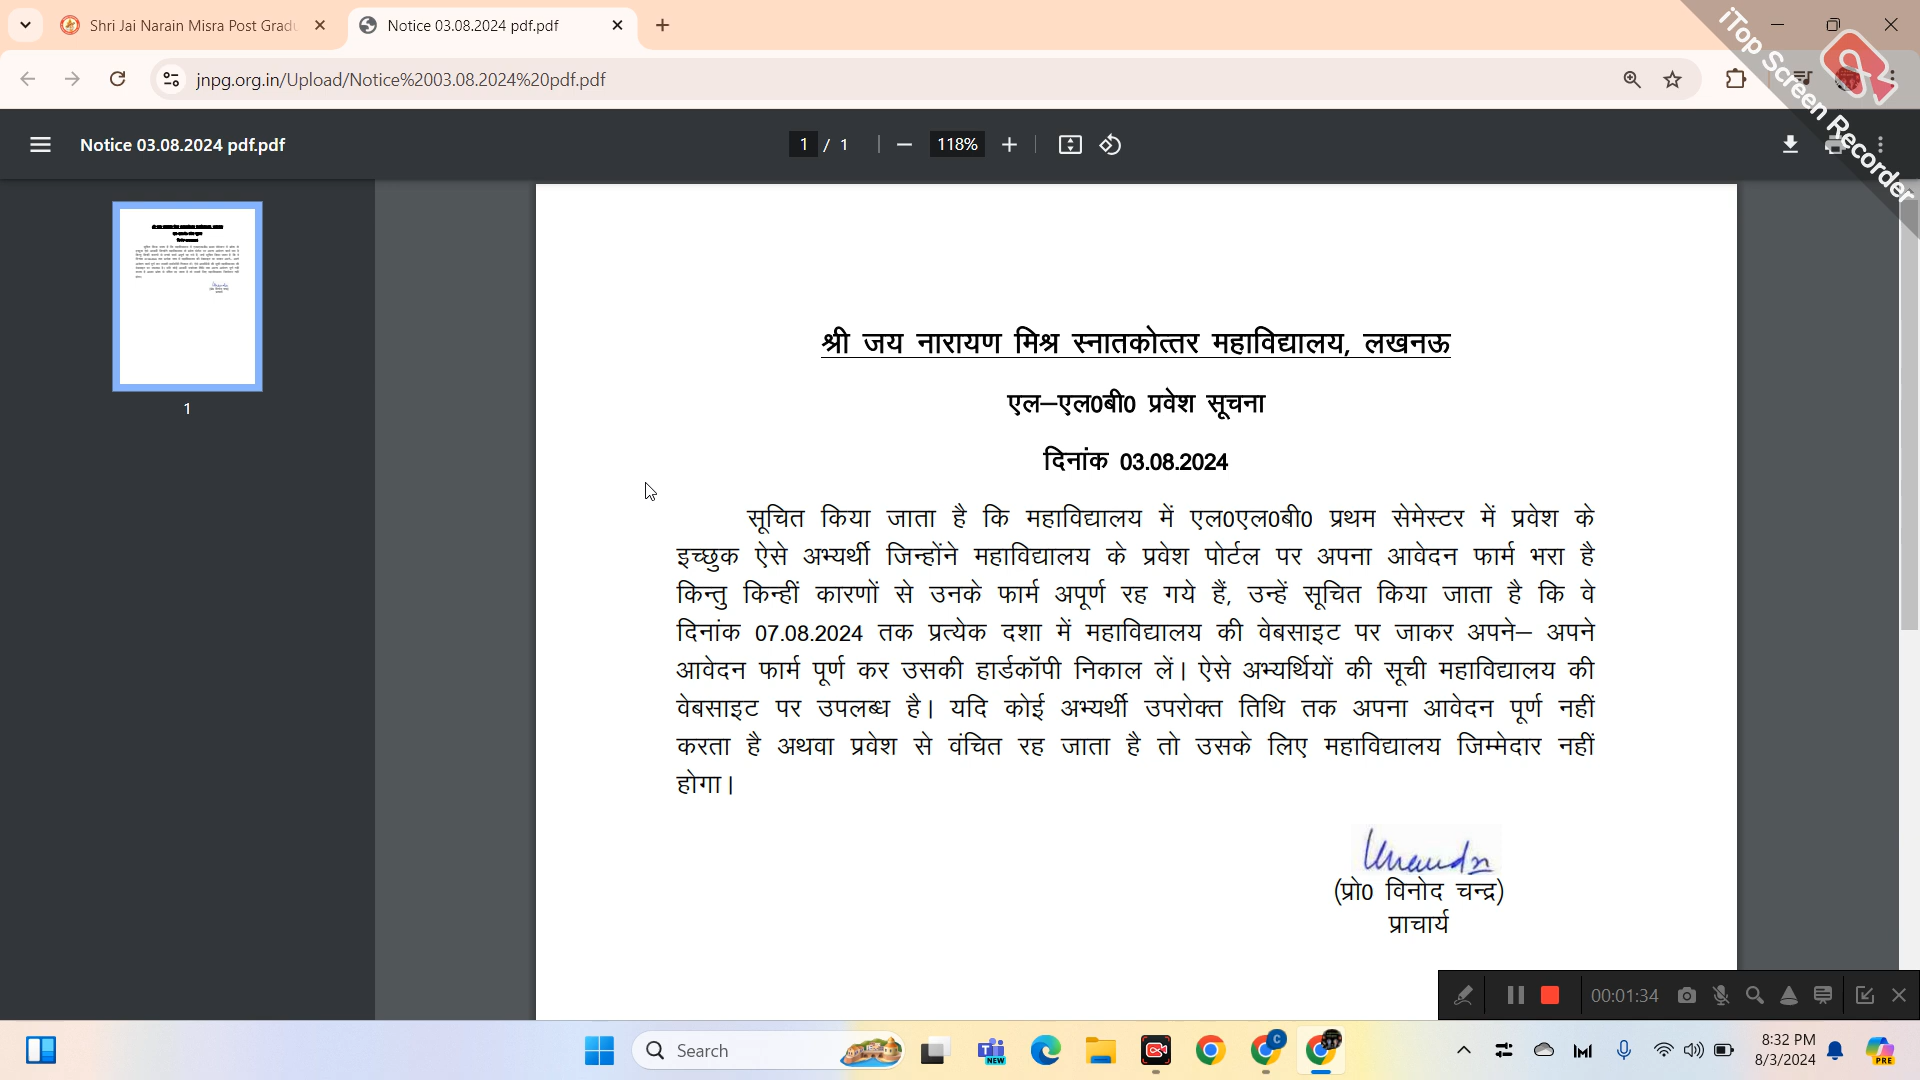 Shri Jai Narain Misra Post Gradu
Notice 03.08.2024 pdf.pdf
jnpg.org.in/Upload/Notice%2003.08.2024%20pdf.pdf
iTop Screen Recorder
Notice 03.08.2024 pdf.pdf
1 / 1
118%
1
श्री जय नारायण मिश्र स्नातकोत्तर महाविद्यालय, लखनऊ
एल–एल0बी0 प्रवेश सूचना
दिनांक 03.08.2024
सूचित किया जाता है कि महाविद्यालय में एल0एल0बी0 प्रथम सेमेस्टर में प्रवेश के
इच्छुक ऐसे अभ्यर्थी जिन्होंने महाविद्यालय के प्रवेश पोर्टल पर अपना आवेदन फार्म भरा है
किन्तु किन्हीं कारणों से उनके फार्म अपूर्ण रह गये हैं, उन्हें सूचित किया जाता है कि वे
दिनांक 07.08.2024 तक प्रत्येक दशा में महाविद्यालय की वेबसाइट पर जाकर अपने– अपने
आवेदन फार्म पूर्ण कर उसकी हार्डकॉपी निकाल लें। ऐसे अभ्यर्थियों की सूची महाविद्यालय की
वेबसाइट पर उपलब्ध है। यदि कोई अभ्यर्थी उपरोक्त तिथि तक अपना आवेदन पूर्ण नहीं
करता है अथवा प्रवेश से वंचित रह जाता है तो उसके लिए महाविद्यालय जिम्मेदार नहीं
होगा।
(प्रो0 विनोद चन्द्र)
प्राचार्य
00:01:34
Search
NEW
8:32 PM
8/3/2024
PRE